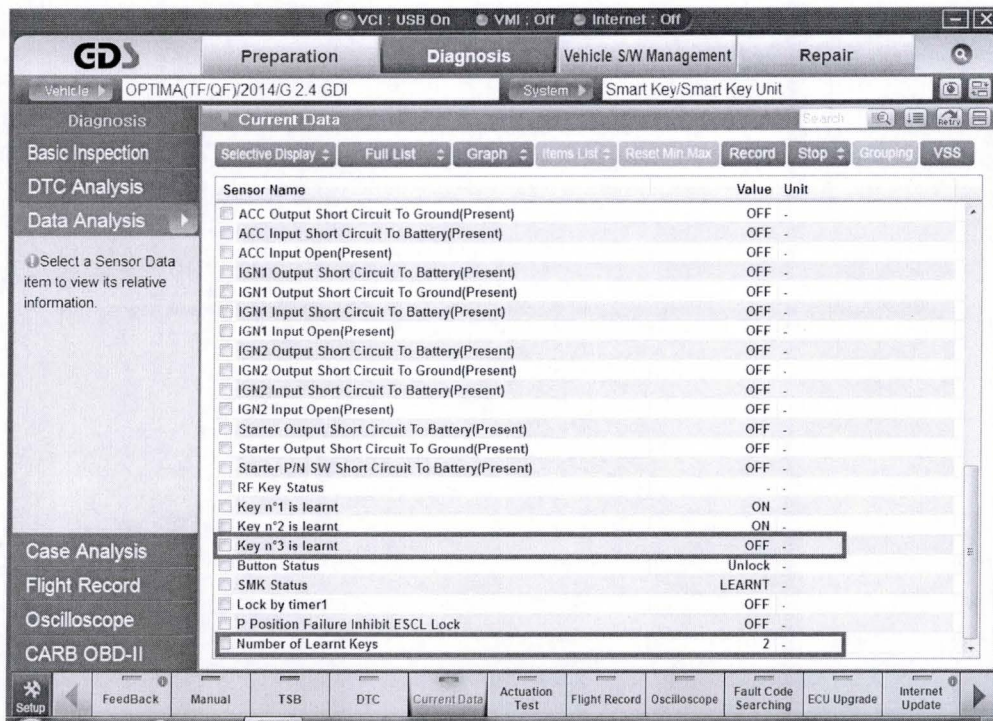 VCI : USB On VMI : Off Internet : Off
GDS Preparation Diagnosis Vehicle S/W Management Repair
Vehicle OPTIMA(TF/QF)/2014/G 2.4 GDI System Smart Key/Smart Key Unit
Diagnosis
Basic Inspection
DTC Analysis
Data Analysis
Select a Sensor Data
item to view its relative
information.
Case Analysis
Flight Record
Oscilloscope
CARB OBD-II
Current Data Search Retry
Selective Display Full List Graph Items List Reset Min.Max Record Stop Grouping VSS
Sensor Name Value Unit
ACC Output Short Circuit To Ground(Present) OFF -
ACC Input Short Circuit To Battery(Present) OFF -
ACC Input Open(Present) OFF -
IGN1 Output Short Circuit To Battery(Present) OFF -
IGN1 Output Short Circuit To Ground(Present) OFF -
IGN1 Input Short Circuit To Battery(Present) OFF -
IGN1 Input Open(Present) OFF -
IGN2 Output Short Circuit To Battery(Present) OFF -
IGN2 Output Short Circuit To Ground(Present) OFF -
IGN2 Input Short Circuit To Battery(Present) OFF -
IGN2 Input Open(Present) OFF -
Starter Output Short Circuit To Battery(Present) OFF -
Starter Output Short Circuit To Ground(Present) OFF -
Starter P/N SW Short Circuit To Battery(Present) OFF -
RF Key Status - -
Key n°1 is learnt ON -
Key n°2 is learnt ON -
Key n°3 is learnt OFF -
Button Status Unlock -
SMK Status LEARNT -
Lock by timer1 OFF -
P Position Failure Inhibit ESCL Lock OFF -
Number of Learnt Keys 2 -
Setup FeedBack Manual TSB DTC Current Data Actuation Test Flight Record Oscilloscope Fault Code Searching ECU Upgrade Internet Update